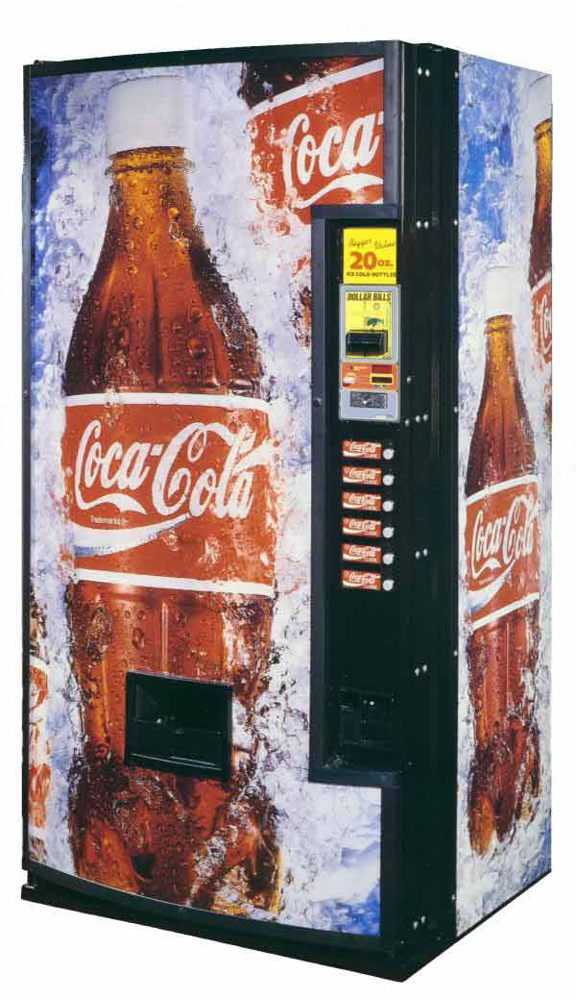 Coca-
Bigger Value
20 oz.
ICE COLD BOTTLES
DOLLAR BILLS
Coca-Cola
Trademarks ®
Coca-Cola
Coca-Cola
Coca-Cola
Coca-Cola
Coca-Cola
Coca-Cola
Coca-Cola